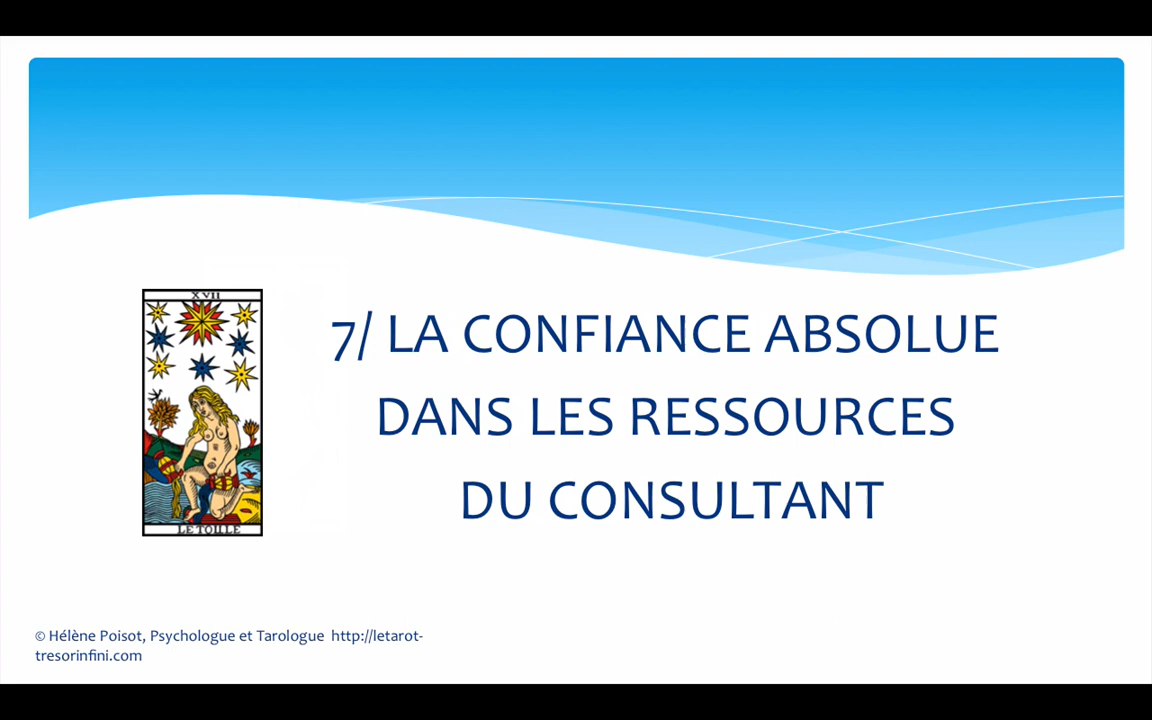 XVII
LE TOILLE
7/ LA CONFIANCE ABSOLUE
DANS LES RESSOURCES
DU CONSULTANT
© Hélène Poisot, Psychologue et Tarologue http://letarot-
tresorinfini.com